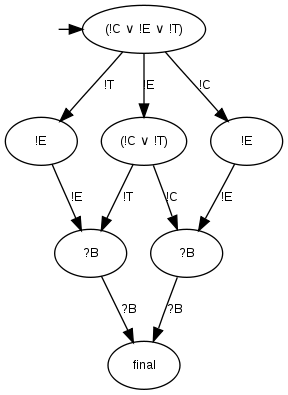 (!C ∨ !E ∨ !T)
!T !E !C
!E (!C ∨ !T) !E
!E !T !C !E
?B ?B
?B ?B
final